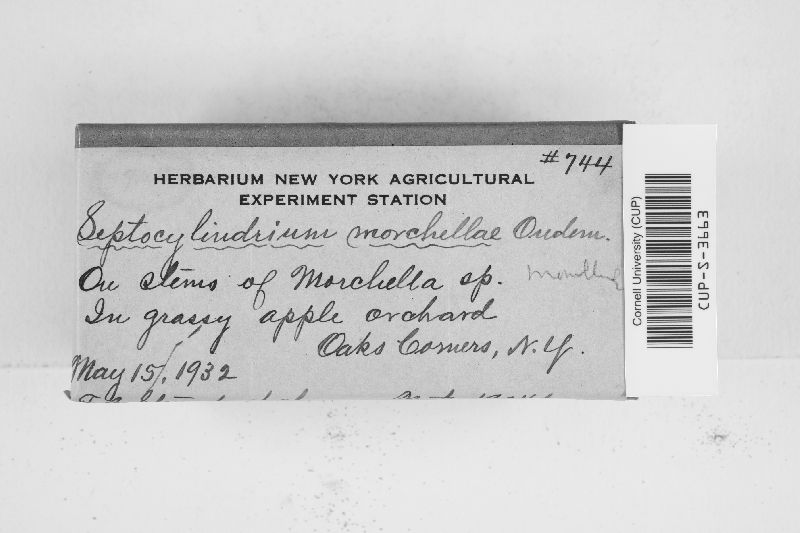 #744
HERBARIUM NEW YORK AGRICULTURAL
EXPERIMENT STATION
Septocylindrium morchellae Oudem.
On stems of Morchella sp.
In grassy apple orchard
Oaks Corners, N.Y.
May 15, 1932
Cornell University (CUP)
CUP-S-3663